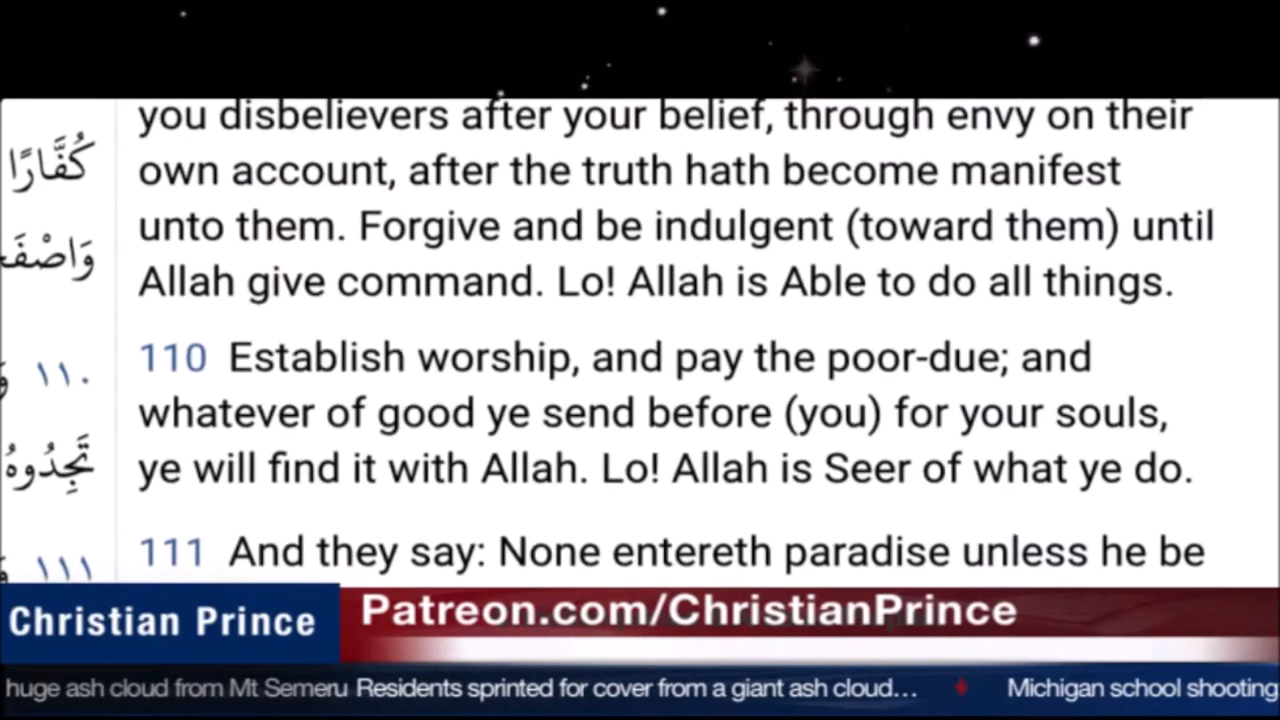 you disbelievers after your belief, through envy on their
own account, after the truth hath become manifest
unto them. Forgive and be indulgent (toward them) until
Allah give command. Lo! Allah is Able to do all things.
110 Establish worship, and pay the poor-due; and
whatever of good ye send before (you) for your souls,
ye will find it with Allah. Lo! Allah is Seer of what ye do.
111 And they say: None entereth paradise unless he be
كُفَّارًا
١١٠
تَجِدُوهُ
١١١
Christian Prince
Patreon.com/ChristianPrince
huge ash cloud from Mt Semeru Residents sprinted for cover from a giant ash cloud... Michigan school shooting